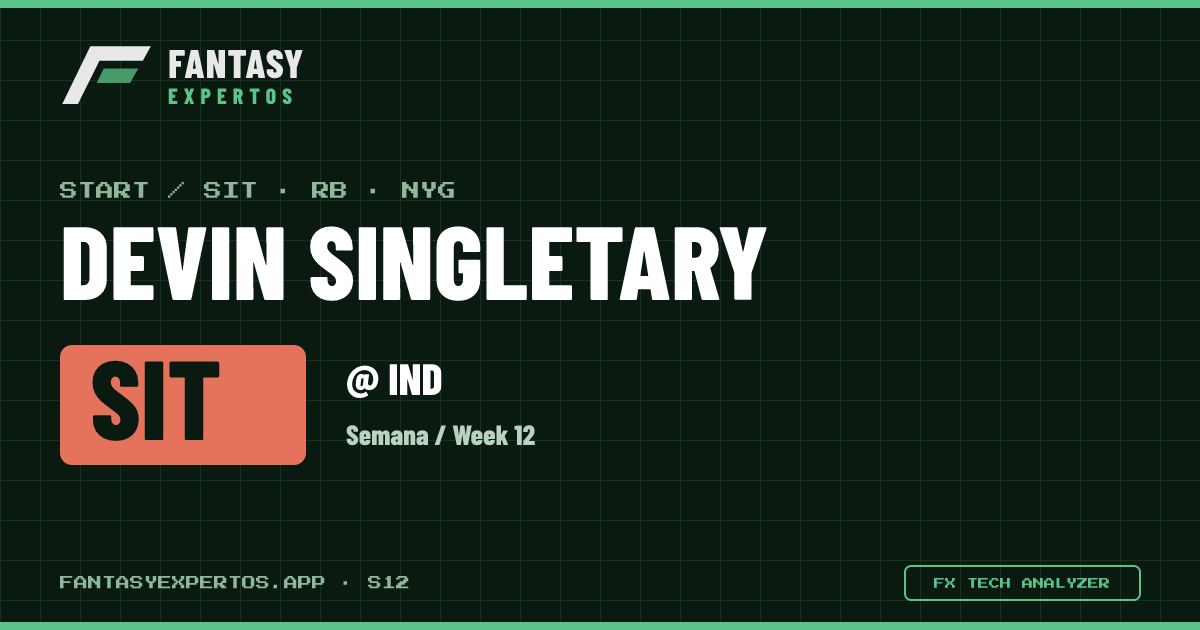 FANTASY
EXPERTOS
START / SIT · RB · NYG
DEVIN SINGLETARY
SIT
@ IND
Semana / Week 12
FANTASYEXPERTOS.APP · S12
FX TECH ANALYZER